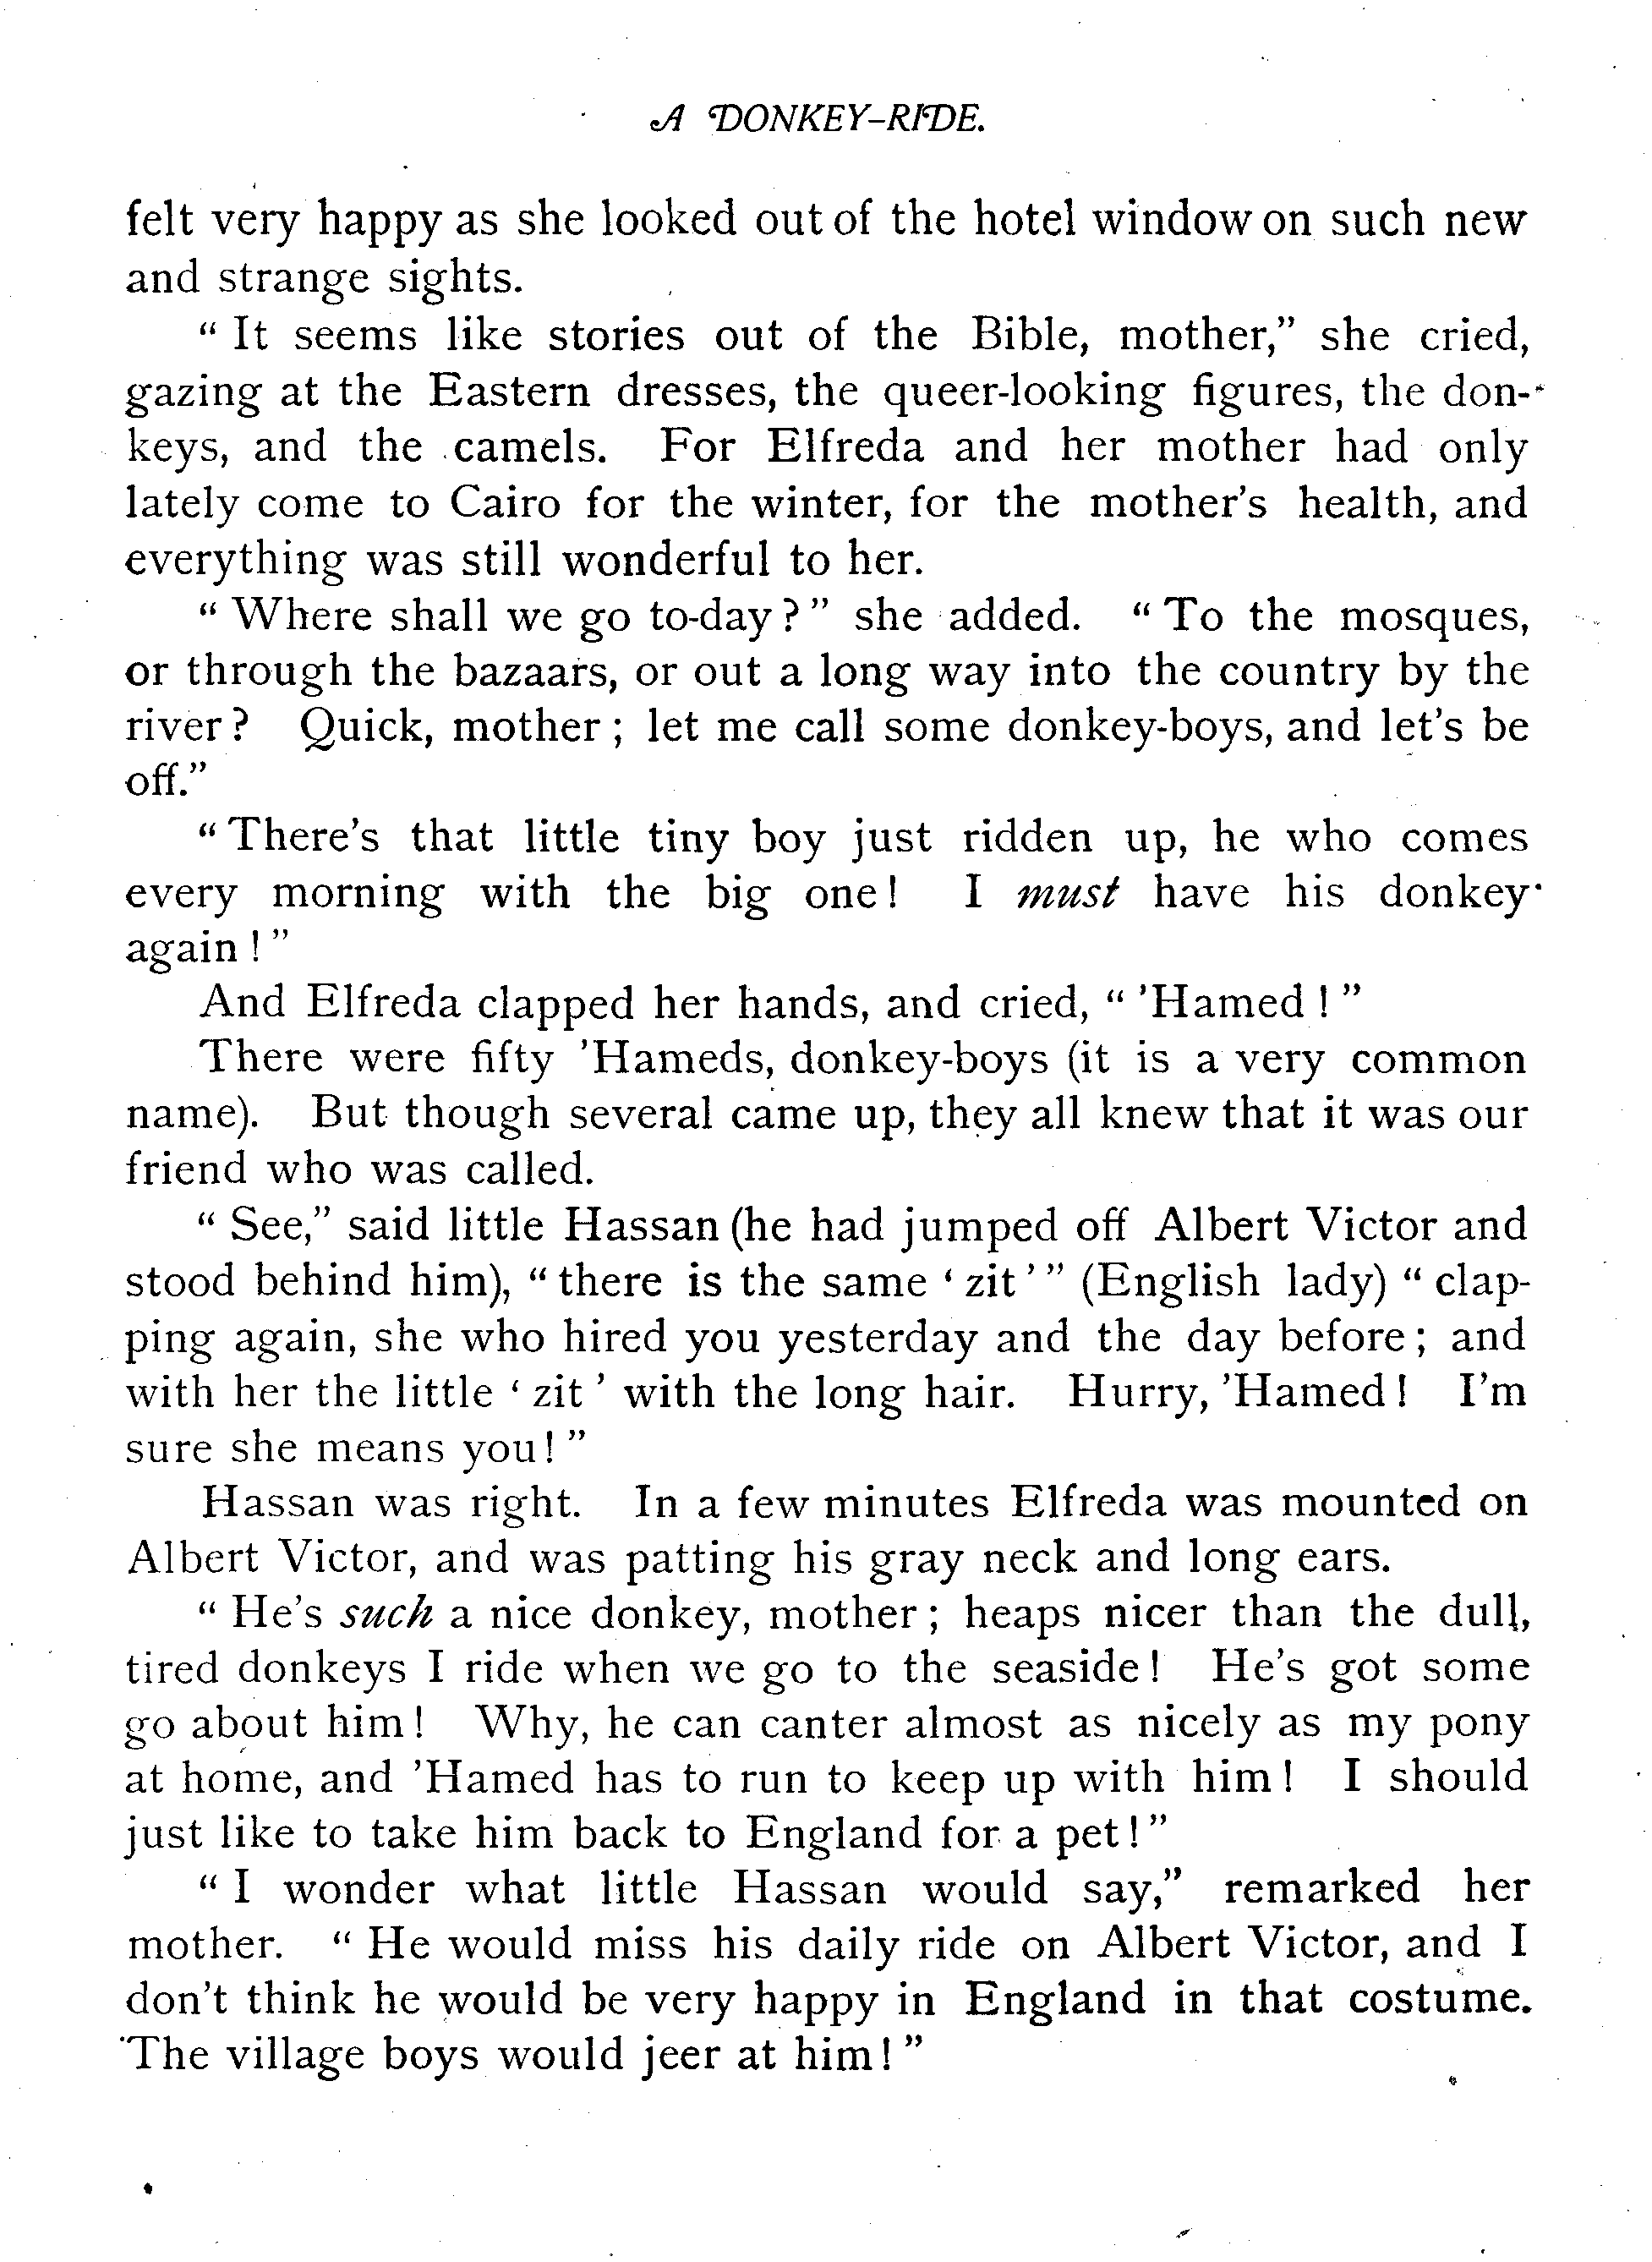 A DONKEY-RIDE.
felt very happy as she looked out of the hotel window on such new
and strange sights.
“ It seems like stories out of the Bible, mother,” she cried,
gazing at the Eastern dresses, the queer-looking figures, the don-
keys, and the camels. For Elfreda and her mother had only
lately come to Cairo for the winter, for the mother’s health, and
everything was still wonderful to her.
“ Where shall we go to-day ? ” she added. “ To the mosques,
or through the bazaars, or out a long way into the country by the
river ? Quick, mother ; let me call some donkey-boys, and let’s be
off.”
“ There’s that little tiny boy just ridden up, he who comes
every morning with the big one ! I must have his donkey
again ! ”
And Elfreda clapped her hands, and cried, “ ’Hamed ! ”
There were fifty ’Hameds, donkey-boys (it is a very common
name). But though several came up, they all knew that it was our
friend who was called.
“ See,” said little Hassan (he had jumped off Albert Victor and
stood behind him), “ there is the same ‘ zit ’ ” (English lady) “ clap-
ping again, she who hired you yesterday and the day before ; and
with her the little ‘ zit ’ with the long hair. Hurry, ’Hamed ! I’m
sure she means you ! ”
Hassan was right. In a few minutes Elfreda was mounted on
Albert Victor, and was patting his gray neck and long ears.
“ He’s such a nice donkey, mother ; heaps nicer than the dull,
tired donkeys I ride when we go to the seaside ! He’s got some
go about him ! Why, he can canter almost as nicely as my pony
at home, and ’Hamed has to run to keep up with him ! I should
just like to take him back to England for a pet ! ”
“ I wonder what little Hassan would say,” remarked her
mother. “ He would miss his daily ride on Albert Victor, and I
don’t think he would be very happy in England in that costume.
The village boys would jeer at him ! ”